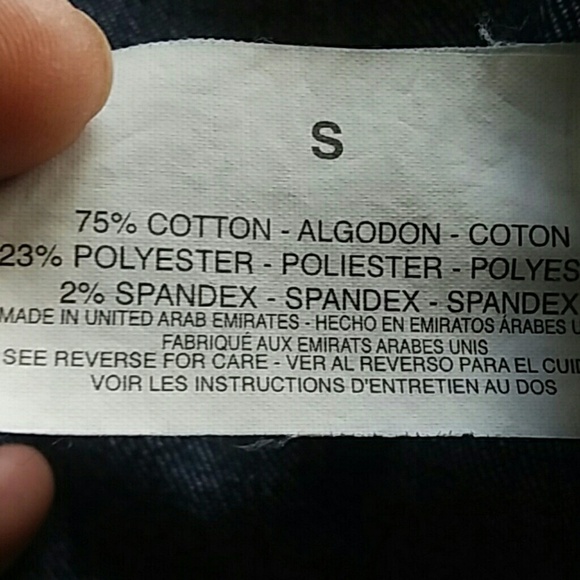 S
75% COTTON - ALGODON - COTON
23% POLYESTER - POLIESTER - POLYES
2% SPANDEX - SPANDEX - SPANDEX
MADE IN UNITED ARAB EMIRATES - HECHO EN EMIRATOS ÁRABES U
FABRIQUÉ AUX EMIRATS ARABES UNIS
SEE REVERSE FOR CARE - VER AL REVERSO PARA EL CUI
VOIR LES INSTRUCTIONS D'ENTRETIEN AU DOS